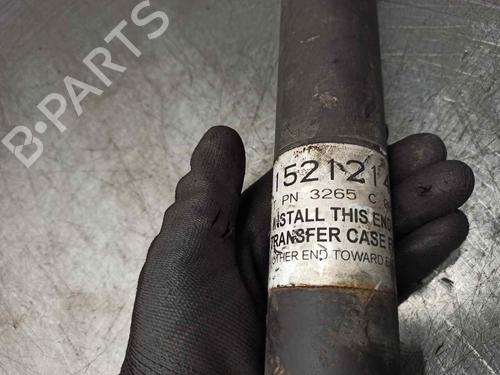 B-PARTS
1521214
PN 3265 C
INSTALL THIS END
TRANSFER CASE
OTHER END TOWARD